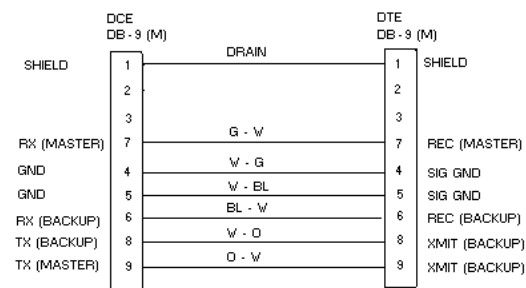 DCE DTE
DB - 9 (M) DB - 9 (M)
DRAIN
SHIELD 1 1 SHIELD
2 2
3 3
G - W
RX (MASTER) 7 7 REC (MASTER)
W - G
GND 4 4 SIG GND
W - BL
GND 5 5 SIG GND
BL - W
RX (BACKUP) 6 6 REC (BACKUP)
W - O
TX (BACKUP) 8 8 XMIT (BACKUP)
O - W
TX (MASTER) 9 9 XMIT (BACKUP)